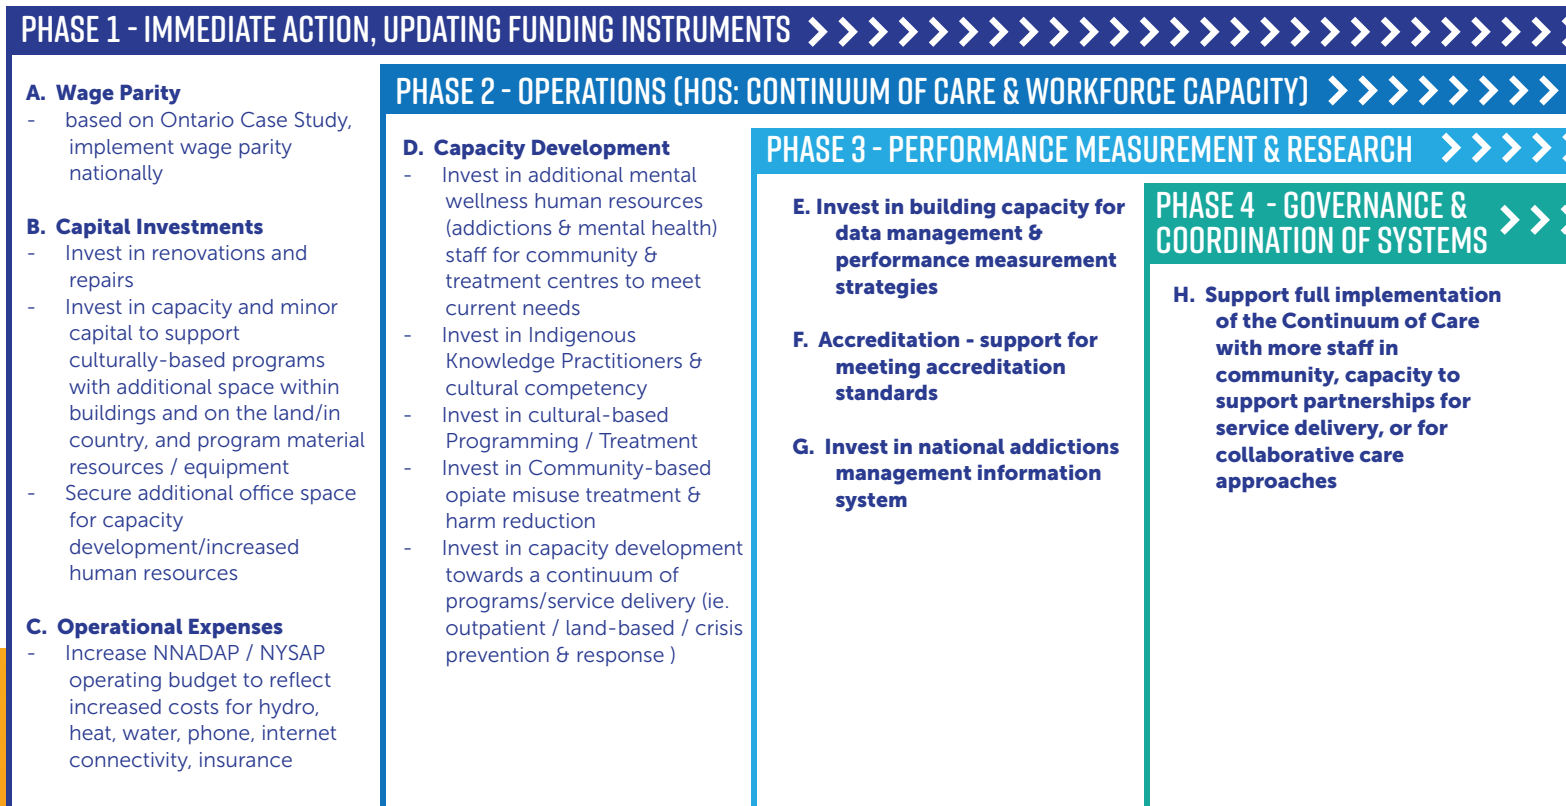 PHASE 1 - IMMEDIATE ACTION, UPDATING FUNDING INSTRUMENTS
A. Wage Parity
- based on Ontario Case Study,
implement wage parity
nationally
B. Capital Investments
- Invest in renovations and
repairs
- Invest in capacity and minor
capital to support
culturally-based programs
with additional space within
buildings and on the land/in
country, and program material
resources / equipment
- Secure additional office space
for capacity
development/increased
human resources
C. Operational Expenses
- Increase NNADAP / NYSAP
operating budget to reflect
increased costs for hydro,
heat, water, phone, internet
connectivity, insurance
PHASE 2 - OPERATIONS (HOS: CONTINUUM OF CARE & WORKFORCE CAPACITY)
D. Capacity Development
- Invest in additional mental
wellness human resources
(addictions & mental health)
staff for community &
treatment centres to meet
current needs
- Invest in Indigenous
Knowledge Practitioners &
cultural competency
- Invest in cultural-based
Programming / Treatment
- Invest in Community-based
opiate misuse treatment &
harm reduction
- Invest in capacity development
towards a continuum of
programs/service delivery (ie.
outpatient / land-based / crisis
prevention & response )
PHASE 3 - PERFORMANCE MEASUREMENT & RESEARCH
E. Invest in building capacity for
data management &
performance measurement
strategies
F. Accreditation - support for
meeting accreditation
standards
G. Invest in national addictions
management information
system
PHASE 4 - GOVERNANCE &
COORDINATION OF SYSTEMS
H. Support full implementation
of the Continuum of Care
with more staff in
community, capacity to
support partnerships for
service delivery, or for
collaborative care
approaches